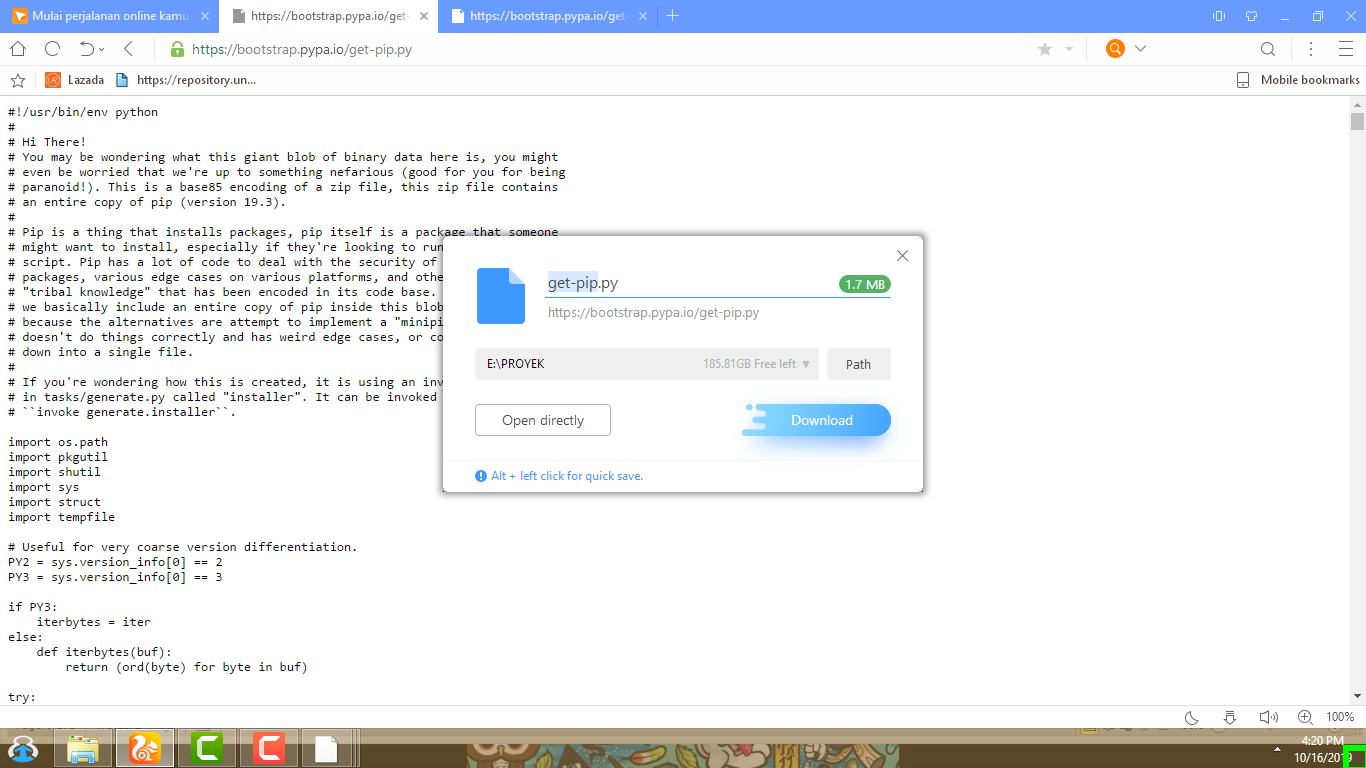 Mulai perjalanan online kamu
https://bootstrap.pypa.io/get-
https://bootstrap.pypa.io/get-
https://bootstrap.pypa.io/get-pip.py
Lazada
https://repository.un...
Mobile bookmarks
#!/usr/bin/env python
#
# Hi There!
# You may be wondering what this giant blob of binary data here is, you might
# even be worried that we're up to something nefarious (good for you for being
# paranoid!). This is a base85 encoding of a zip file, this zip file contains
# an entire copy of pip (version 19.3).
#
# Pip is a thing that installs packages, pip itself is a package that someone
# might want to install, especially if they're looking to run
# script. Pip has a lot of code to deal with the security of
# packages, various edge cases on various platforms, and othe
# "tribal knowledge" that has been encoded in its code base.
# we basically include an entire copy of pip inside this blob
# because the alternatives are attempt to implement a "minipi
# doesn't do things correctly and has weird edge cases, or co
# down into a single file.
#
# If you're wondering how this is created, it is using an inv
# in tasks/generate.py called "installer". It can be invoked
# ``invoke generate.installer``.
import os.path
import pkgutil
import shutil
import sys
import struct
import tempfile
# Useful for very coarse version differentiation.
PY2 = sys.version_info[0] == 2
PY3 = sys.version_info[0] == 3
if PY3:
    iterbytes = iter
else:
    def iterbytes(buf):
        return (ord(byte) for byte in buf)
try:
get-pip.py
1.7 MB
https://bootstrap.pypa.io/get-pip.py
E:\PROYEK
185.81GB Free left
Path
Open directly
Download
Alt + left click for quick save.
100%
4:20 PM
10/16/2019